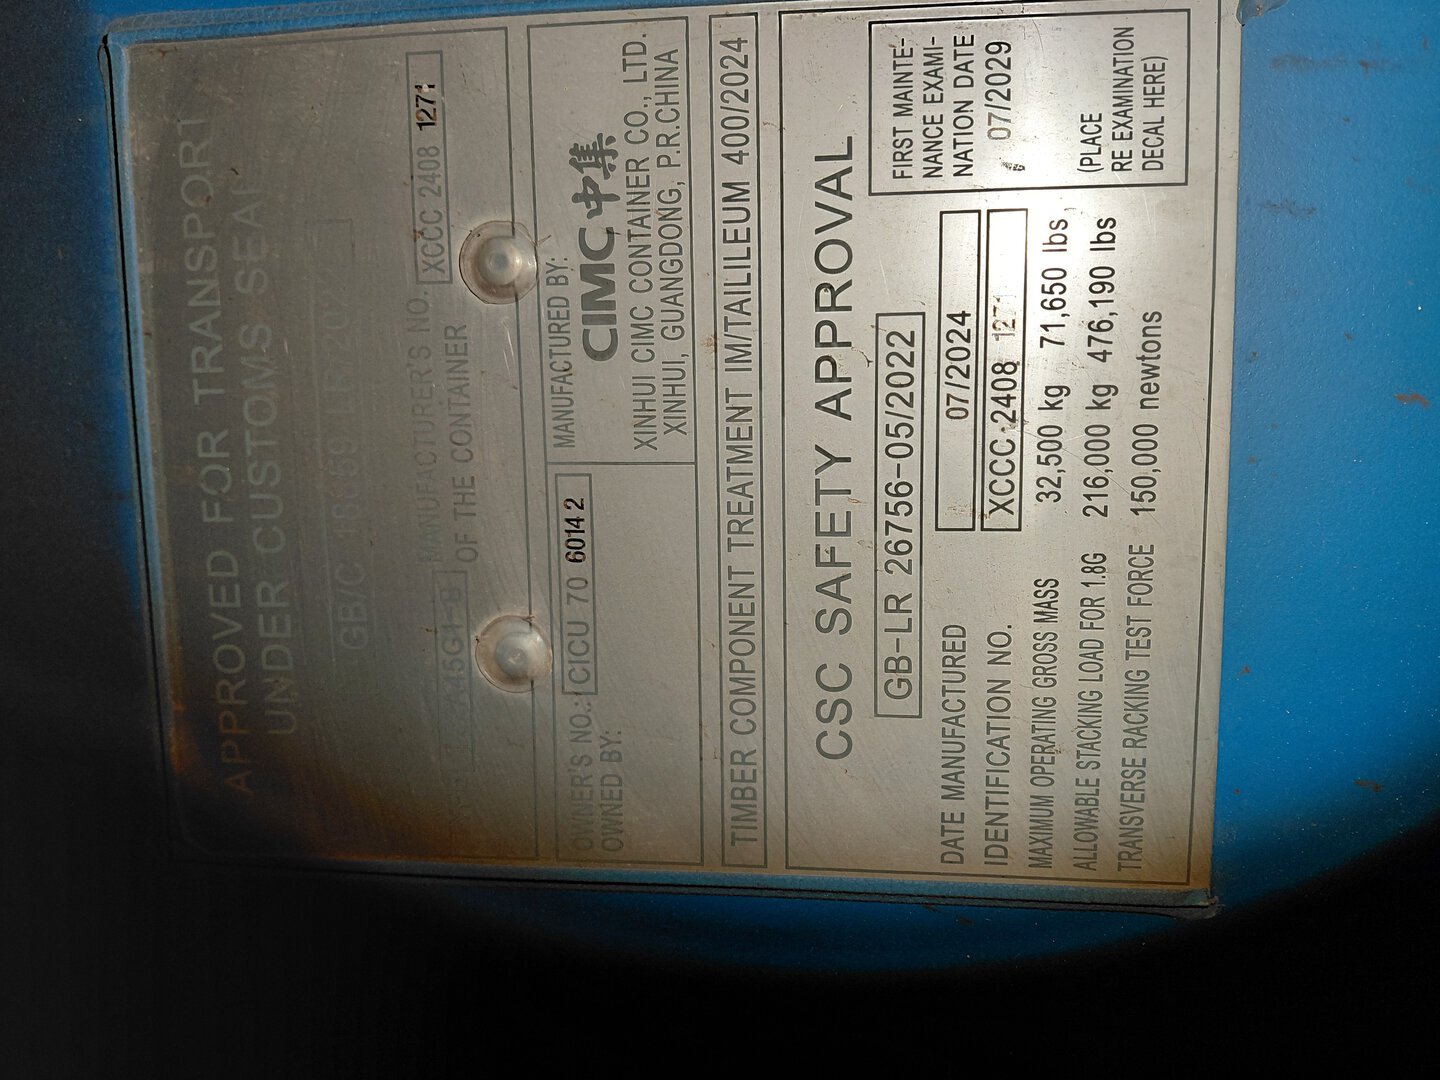 APPROVED FOR TRANSPORT
UNDER CUSTOMS SEAL
MANUFACTURER'S NO.
OF THE CONTAINER
XCCC 2408 1271
OWNER'S NO.: CICU 70 6014 2
OWNED BY:
MANUFACTURED BY:
CIMC 中集
XINHUI CIMC CONTAINER CO., LTD.
XINHUI, GUANGDONG, P.R.CHINA
TIMBER COMPONENT TREATMENT IM/TAILILEUM 400/2024
CSC SAFETY APPROVAL
GB-LR 26756-05/2022
DATE MANUFACTURED 07/2024
IDENTIFICATION NO. XCCC 2408 1271
MAXIMUM OPERATING GROSS MASS 32,500 kg 71,650 lbs
ALLOWABLE STACKING LOAD FOR 1.8G 216,000 kg 476,190 lbs
TRANSVERSE RACKING TEST FORCE 150,000 newtons
FIRST MAINTE-
NANCE EXAMI-
NATION DATE
07/2029
(PLACE
RE EXAMINATION
DECAL HERE)